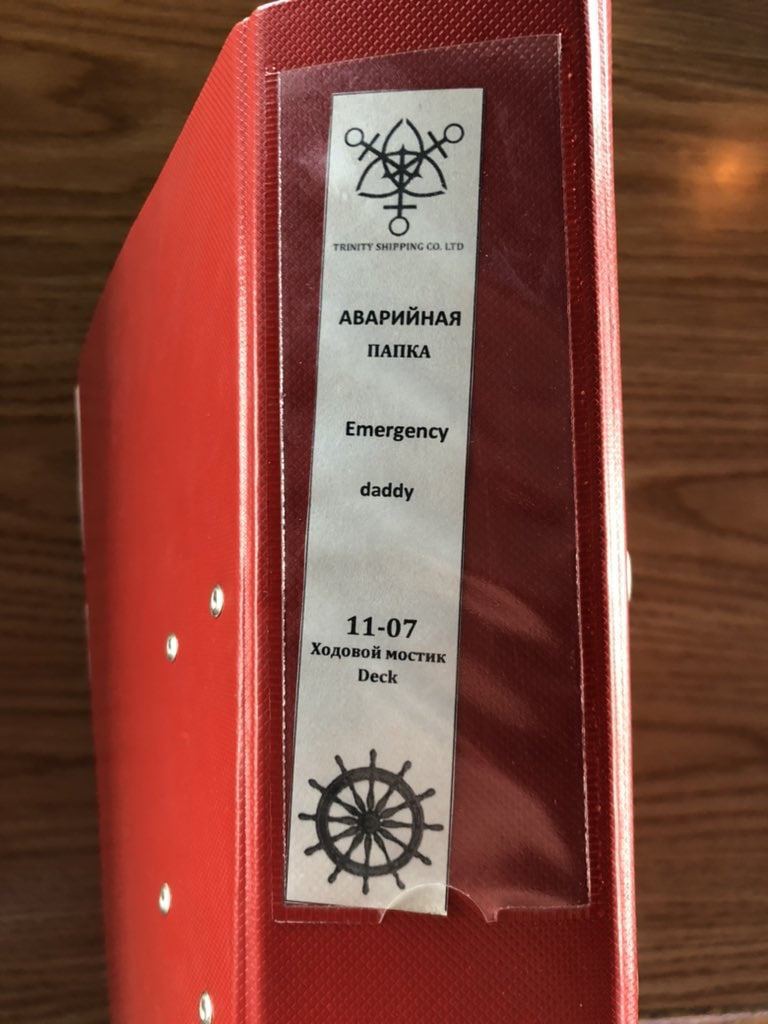 TRINITY SHIPPING CO. LTD
АВАРИЙНАЯ
ПАПКА
Emergency
daddy
11-07
Ходовой мостик
Deck